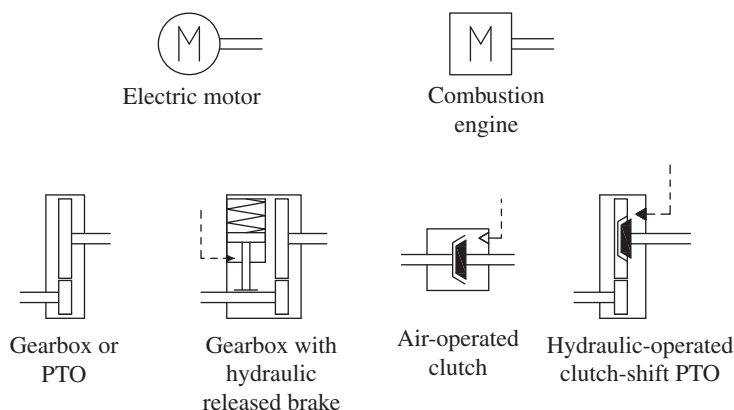 M
M
Electric motor
Combustion
engine
Gearbox or
PTO
Gearbox with
hydraulic
released brake
Air-operated
clutch
Hydraulic-operated
clutch-shift PTO